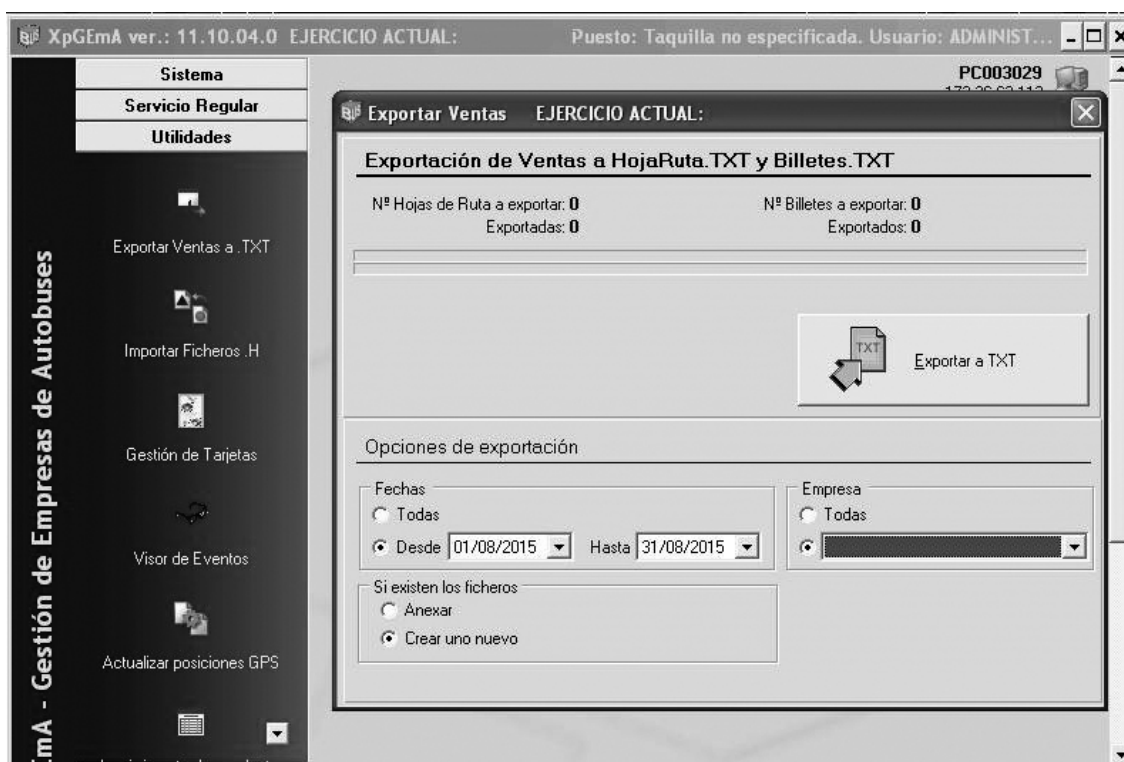 XpGEmA ver.: 11.10.04.0 EJERCICIO ACTUAL: Puesto: Taquilla no especificada. Usuario: ADMINIST...
Sistema
Servicio Regular
Utilidades
Exportar Ventas a .TXT
Importar Ficheros .H
Gestión de Tarjetas
Visor de Eventos
Actualizar posiciones GPS
EmA - Gestión de Empresas de Autobuses
PC003029
Exportar Ventas EJERCICIO ACTUAL:
Exportación de Ventas a HojaRuta.TXT y Billetes.TXT
Nº Hojas de Ruta a exportar: 0 Nº Billetes a exportar: 0
Exportadas: 0 Exportados: 0
TXT
Exportar a TXT
Opciones de exportación
Fechas
Todas
Desde 01/08/2015 Hasta 31/08/2015
Empresa
Todas
Si existen los ficheros
Anexar
Crear uno nuevo